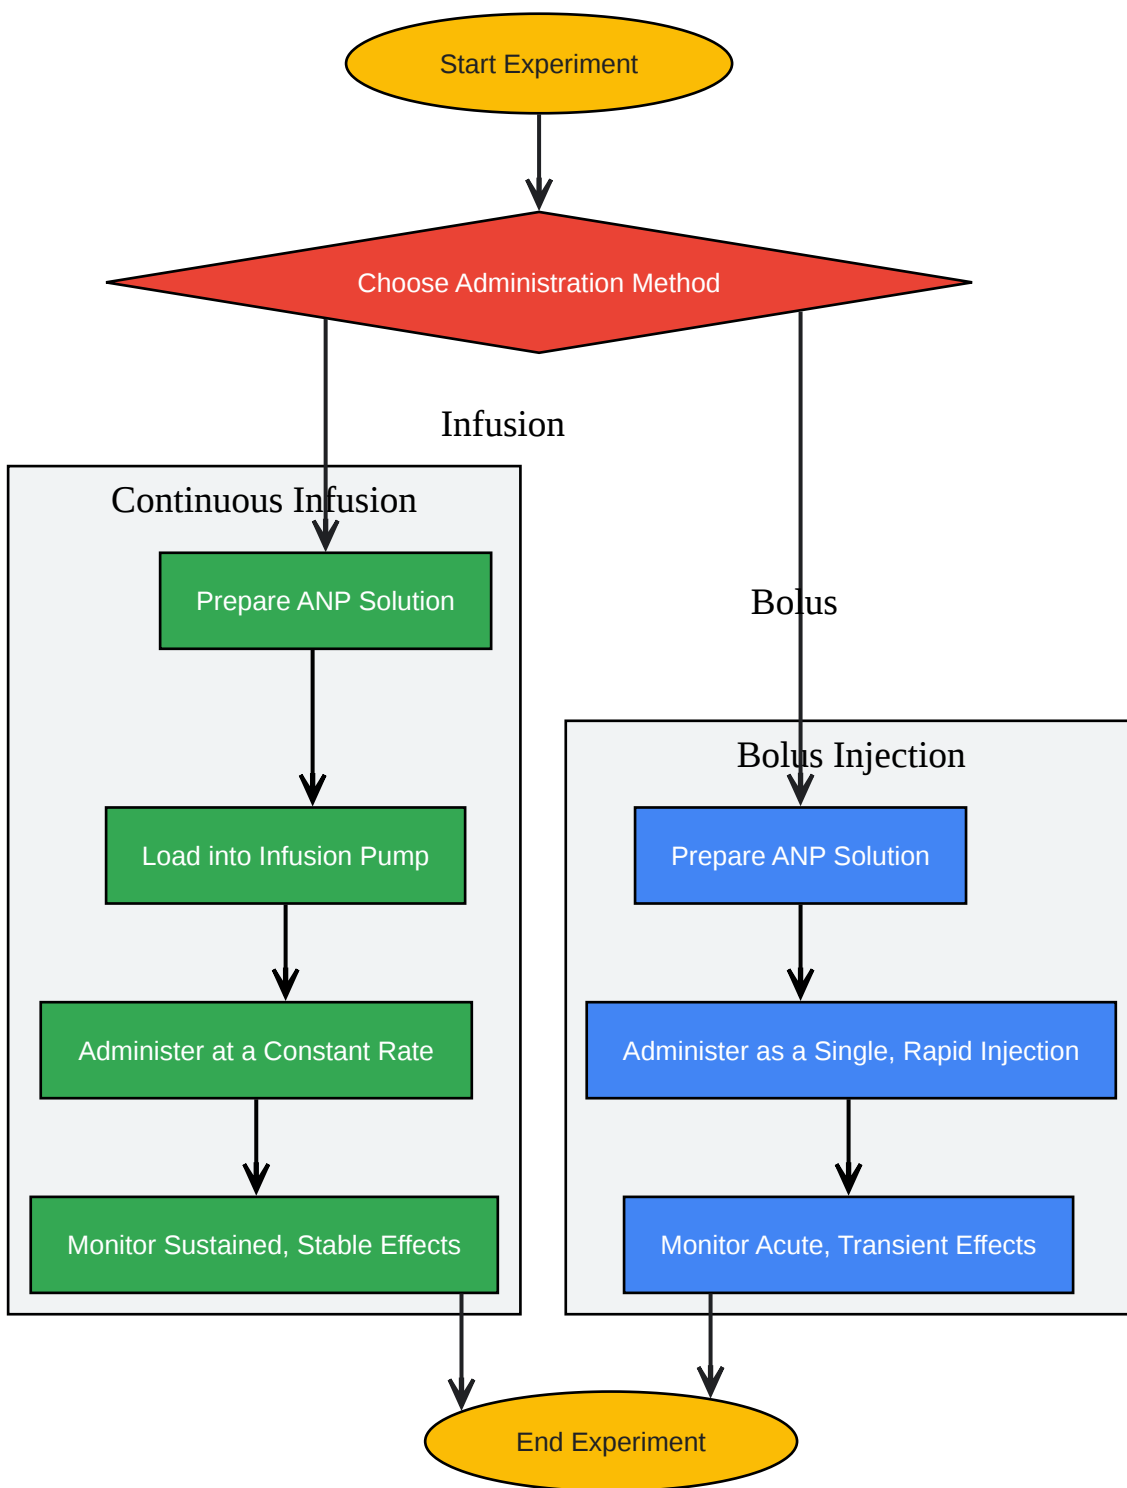 Start Experiment
Choose Administration Method
Infusion
Continuous Infusion
Prepare ANP Solution
Load into Infusion Pump
Administer at a Constant Rate
Monitor Sustained, Stable Effects
Bolus
Bolus Injection
Prepare ANP Solution
Administer as a Single, Rapid Injection
Monitor Acute, Transient Effects
End Experiment